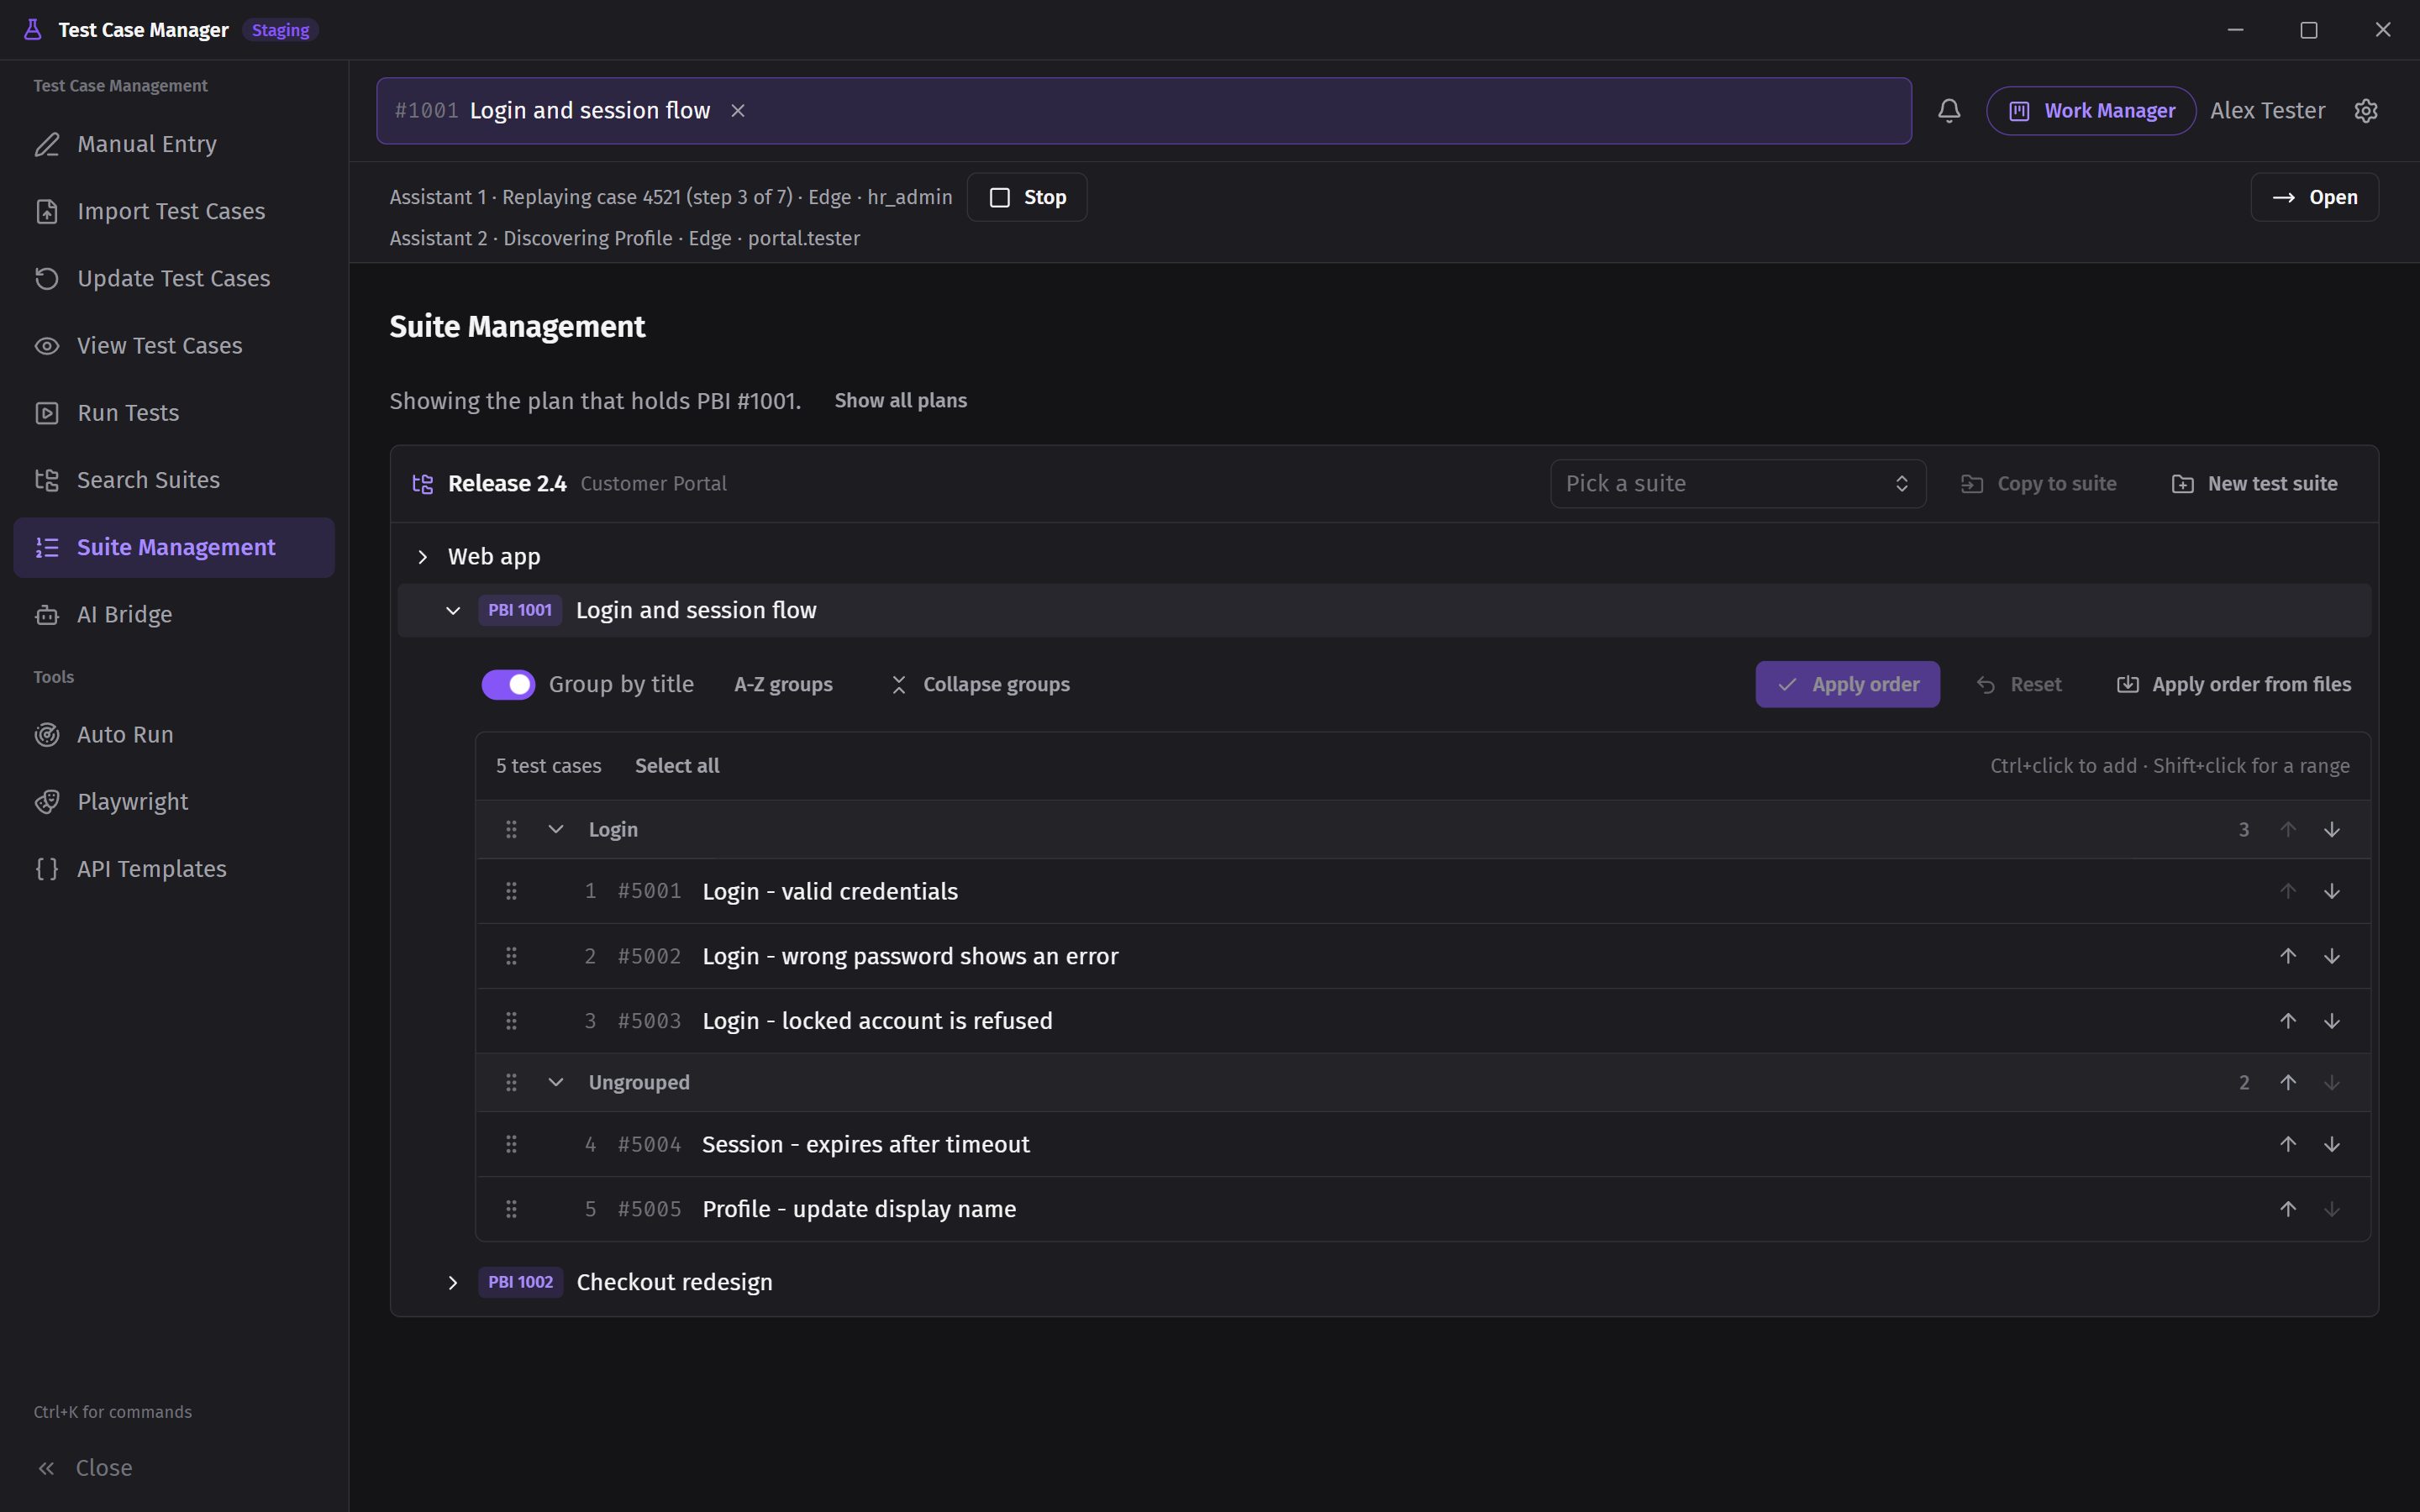 Test Case Manager Staging
Test Case Management
Manual Entry
Import Test Cases
Update Test Cases
View Test Cases
Run Tests
Search Suites
Suite Management
AI Bridge
Tools
Auto Run
Playwright
API Templates
Ctrl+K for commands
Close
#1001 Login and session flow
Work Manager Alex Tester
Assistant 1 · Replaying case 4521 (step 3 of 7) · Edge · hr_admin Stop Open
Assistant 2 · Discovering Profile · Edge · portal.tester
Suite Management
Showing the plan that holds PBI #1001. Show all plans
Release 2.4 Customer Portal Pick a suite Copy to suite New test suite
Web app
PBI 1001 Login and session flow
Group by title A-Z groups Collapse groups Apply order Reset Apply order from files
5 test cases Select all Ctrl+click to add · Shift+click for a range
Login 3
1 #5001 Login - valid credentials
2 #5002 Login - wrong password shows an error
3 #5003 Login - locked account is refused
Ungrouped 2
4 #5004 Session - expires after timeout
5 #5005 Profile - update display name
PBI 1002 Checkout redesign